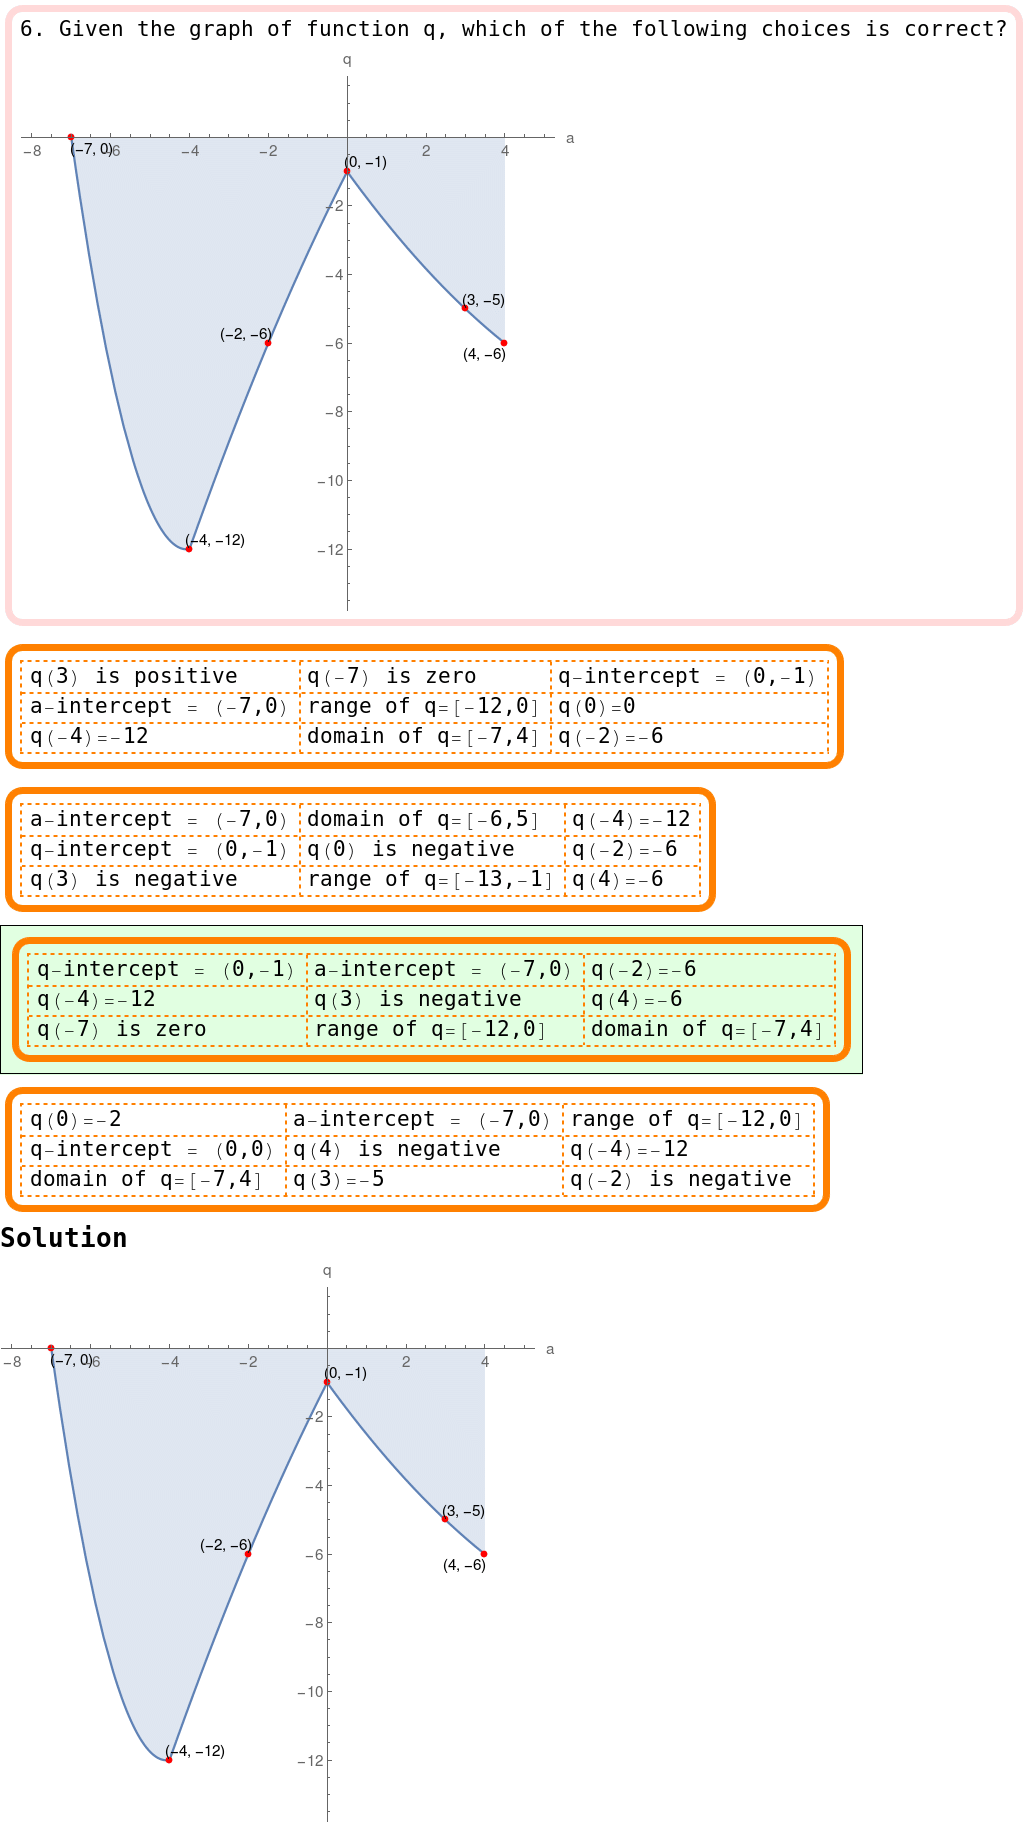 6. Given the graph of function q, which of the following choices is correct?
q
a
−8 −6 −4 −2 2 4
(−7, 0)
(0, −1)
−2
−4
(3, −5)
(−2, −6)
−6
(4, −6)
−8
−10
(−4, −12)
−12
q(3) is positive q(-7) is zero q-intercept = (0,-1)
a-intercept = (-7,0) range of q=[-12,0] q(0)=0
q(-4)=-12 domain of q=[-7,4] q(-2)=-6
a-intercept = (-7,0) domain of q=[-6,5] q(-4)=-12
q-intercept = (0,-1) q(0) is negative q(-2)=-6
q(3) is negative range of q=[-13,-1] q(4)=-6
q-intercept = (0,-1) a-intercept = (-7,0) q(-2)=-6
q(-4)=-12 q(3) is negative q(4)=-6
q(-7) is zero range of q=[-12,0] domain of q=[-7,4]
q(0)=-2 a-intercept = (-7,0) range of q=[-12,0]
q-intercept = (0,0) q(4) is negative q(-4)=-12
domain of q=[-7,4] q(3)=-5 q(-2) is negative
Solution
q
a
−8 −6 −4 −2 2 4
(−7, 0)
(0, −1)
−2
−4
(3, −5)
(−2, −6)
−6
(4, −6)
−8
−10
(−4, −12)
−12